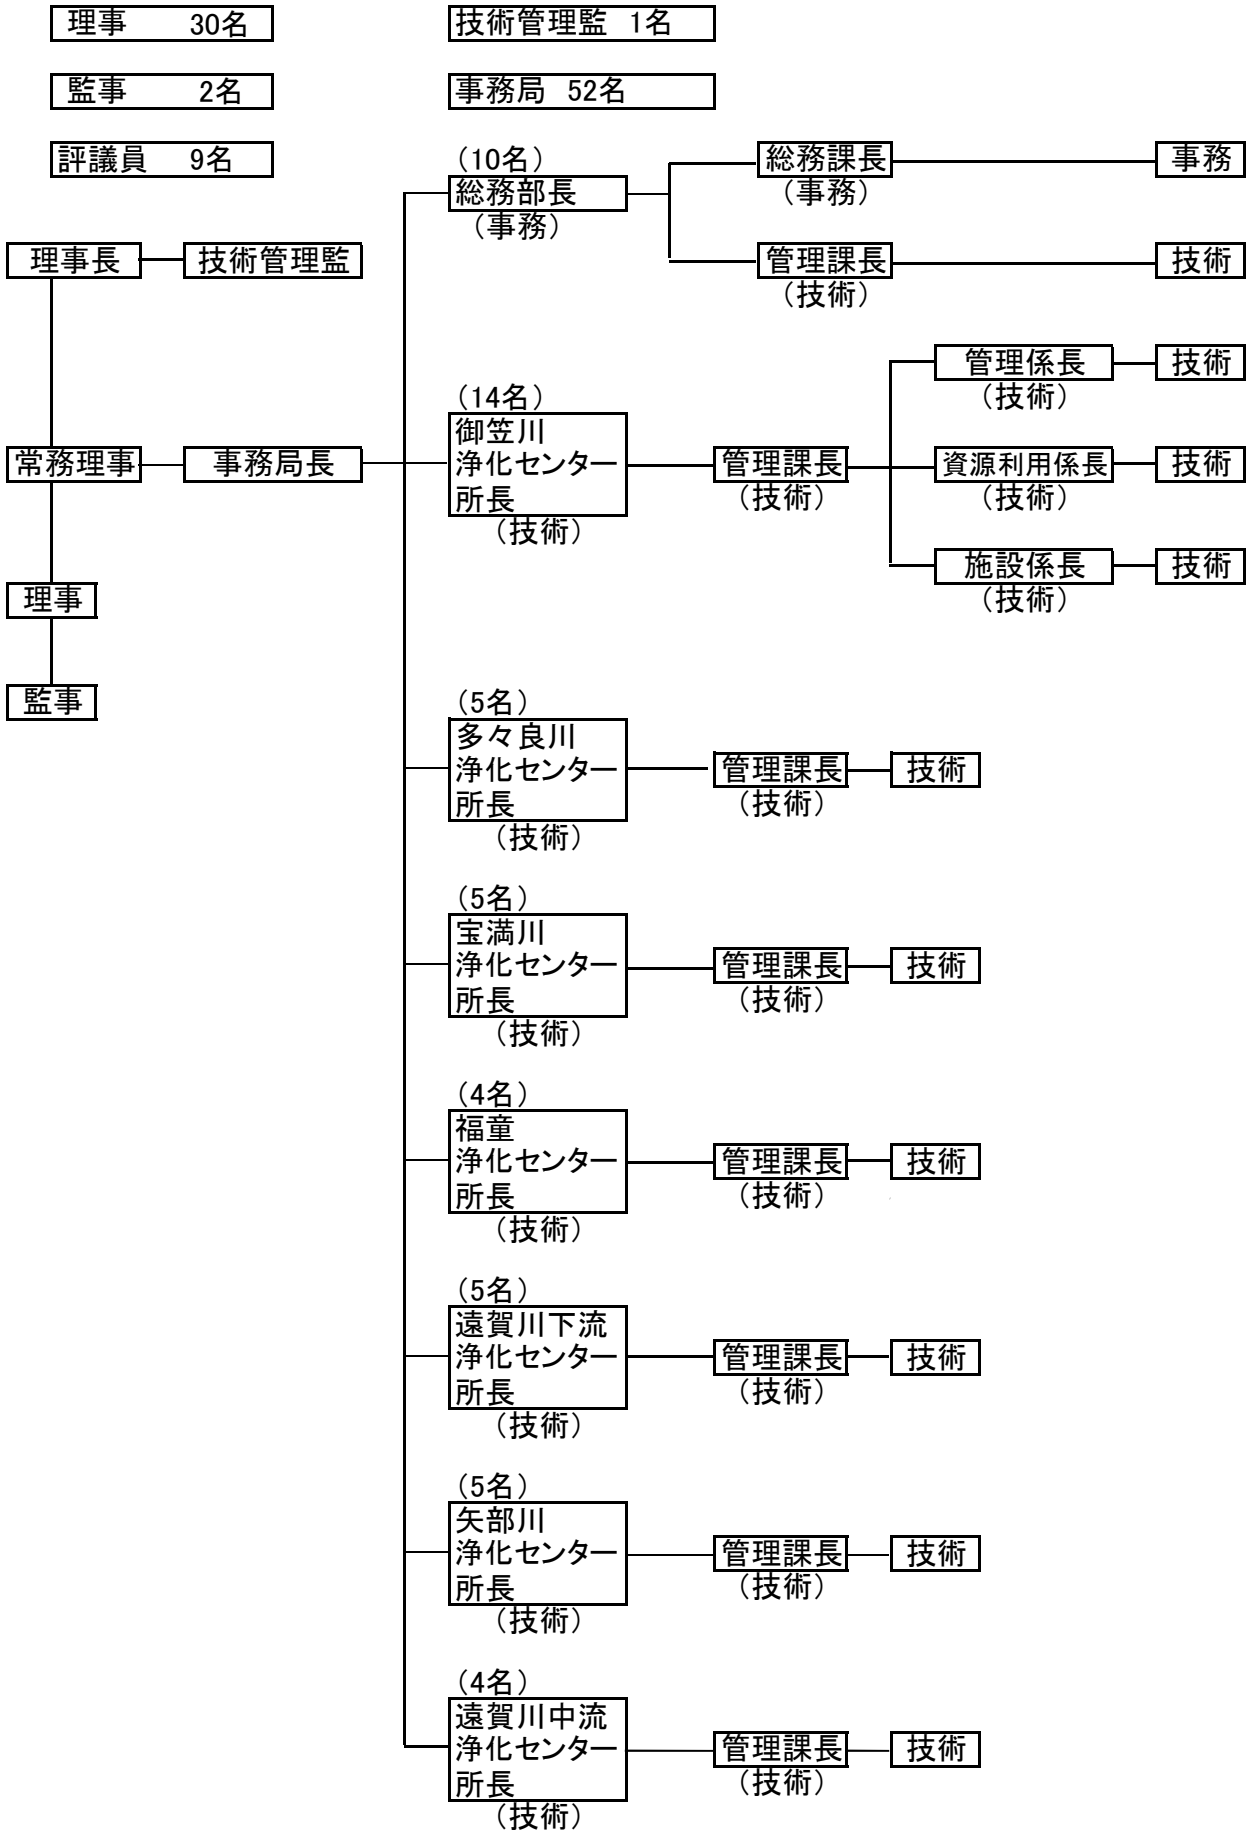 理事 30名
技術管理監 1名
監事 2名
事務局 52名
評議員 9名
(10名)
総務部長
(事務)
総務課長
(事務)
事務
管理課長
(技術)
技術
理事長
技術管理監
常務理事
事務局長
理事
監事
(14名)
御笠川
浄化センター
所長
(技術)
管理課長
(技術)
管理係長
(技術)
技術
資源利用係長
(技術)
技術
施設係長
(技術)
技術
(5名)
多々良川
浄化センター
所長
(技術)
管理課長
(技術)
技術
(5名)
宝満川
浄化センター
所長
(技術)
管理課長
(技術)
技術
(4名)
福童
浄化センター
所長
(技術)
管理課長
(技術)
技術
(5名)
遠賀川下流
浄化センター
所長
(技術)
管理課長
(技術)
技術
(5名)
矢部川
浄化センター
所長
(技術)
管理課長
(技術)
技術
(4名)
遠賀川中流
浄化センター
所長
(技術)
管理課長
(技術)
技術